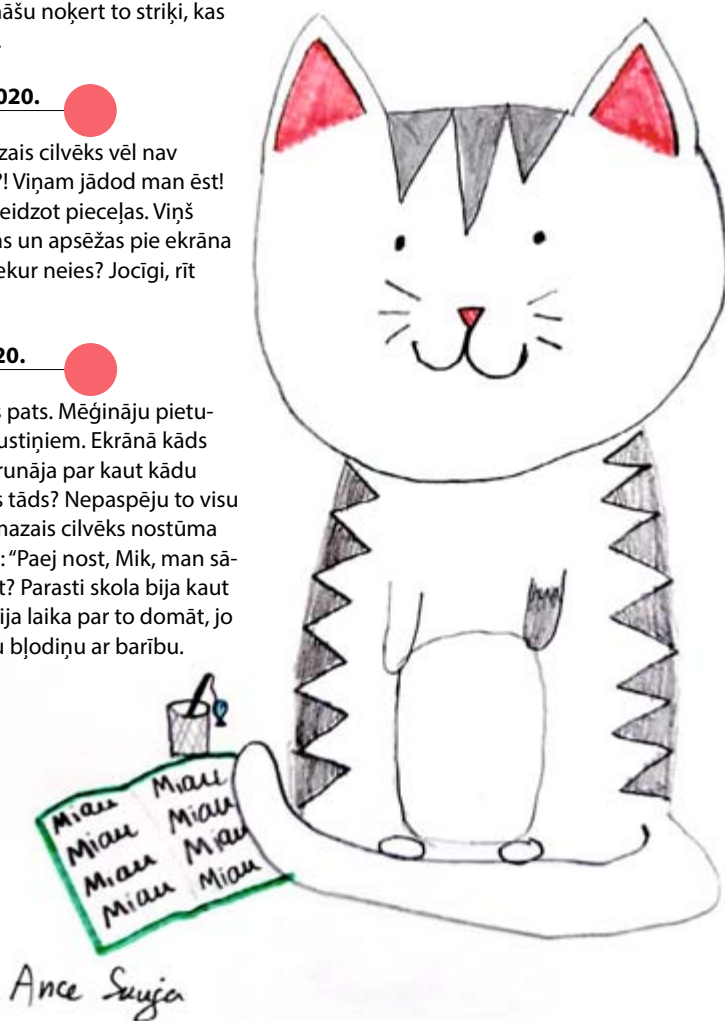 nāšu noķert to striķi, kas
.
020.
zais cilvēks vēl nav
?! Viņam jādod man ēst!
eidzot pieceļas. Viņš
as un apsēžas pie ekrāna
ekur neies? Jocīgi, rīt
20.
s pats. Mēģināju pietu-
ustiņiem. Ekrānā kāds
runāja par kaut kādu
s tāds? Nepaspēju to visu
mazais cilvēks nostūma
: “Paej nost, Mik, man sā-
t? Parasti skola bija kaut
ija laika par to domāt, jo
u bļodiņu ar barību.
Miau Miau
Miau Miau
Miau Miau
Miau Miau
Ance